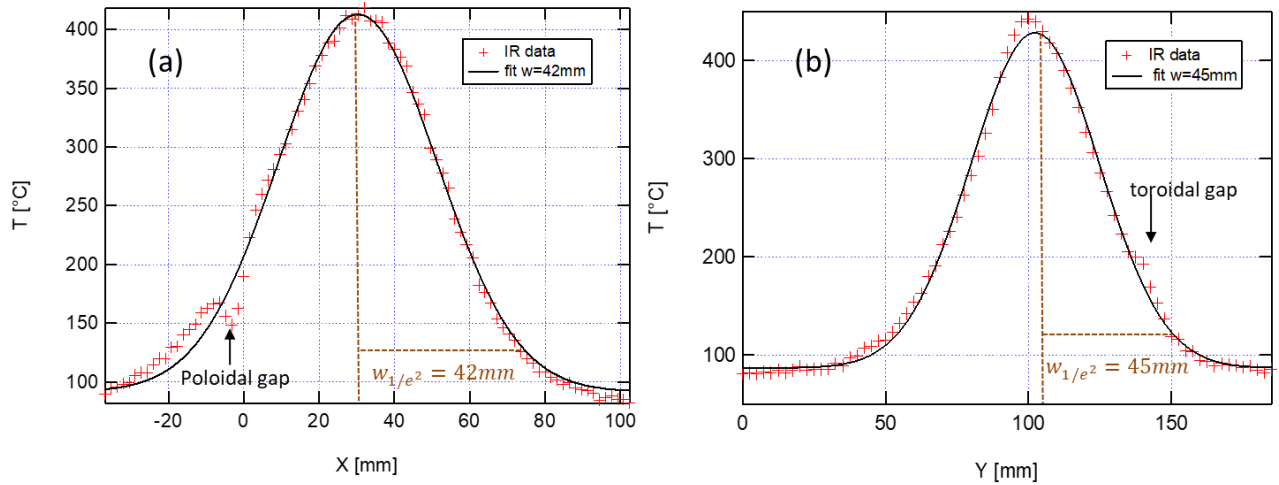 (a)
IR data
fit w=42mm
400
350
300
250
200
150
100
T [°C]
Poloidal gap
w1/e² = 42mm
-20
0
20
40
60
80
100
X [mm]
(b)
IR data
fit w=45mm
400
300
200
100
T [°C]
toroidal gap
w1/e² = 45mm
0
50
100
150
Y [mm]